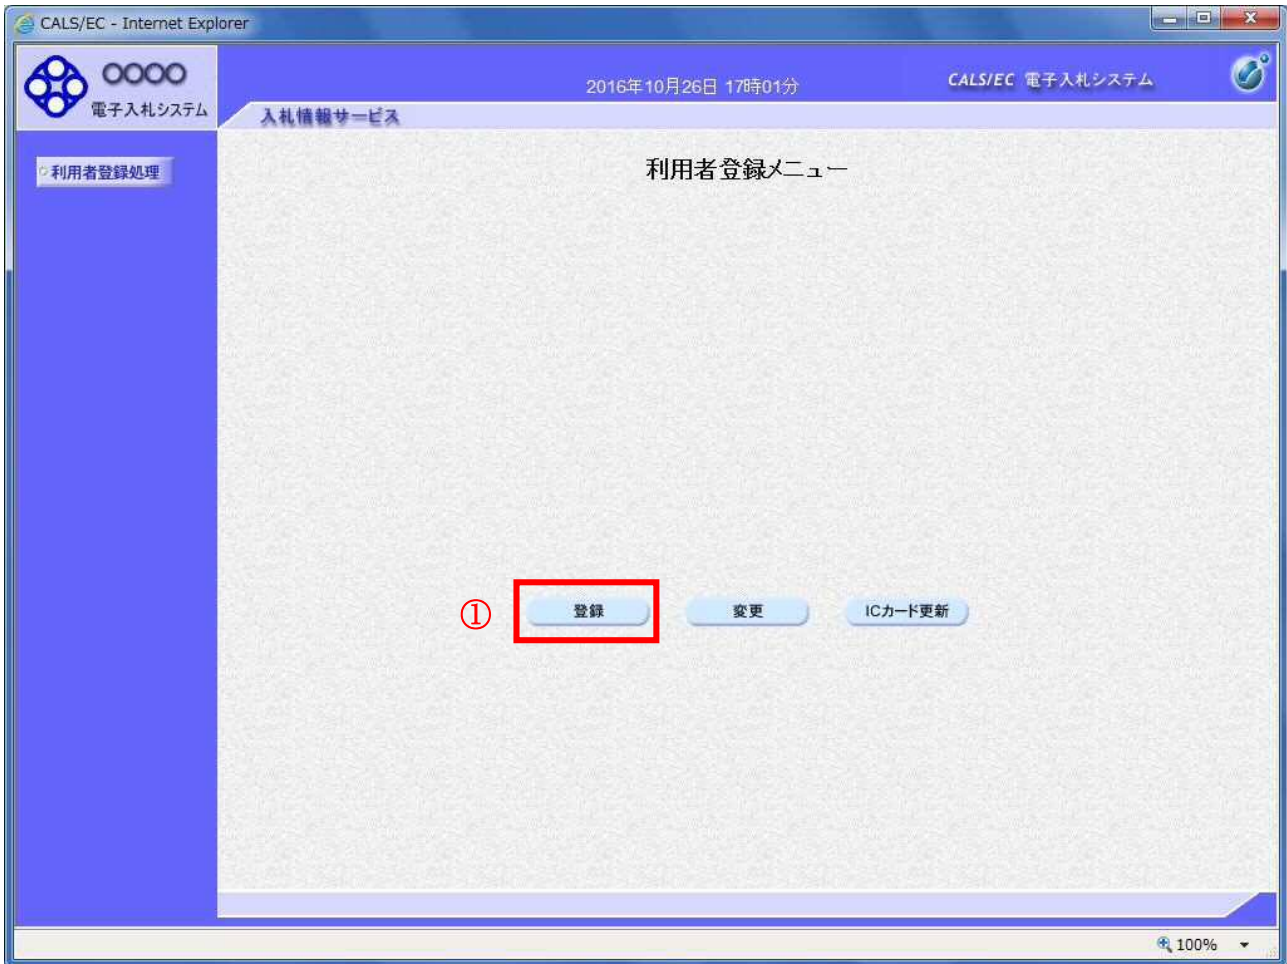 CALS/EC - Internet Explorer
〇〇〇〇
電子入札システム
2016年10月26日 17時01分
CALS/EC 電子入札システム
入札情報サービス
利用者登録処理
利用者登録メニュー
①
登録
変更
ICカード更新
100%